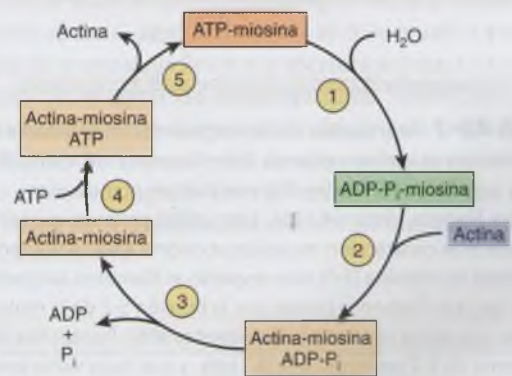 Actina
ATP-miosina
H₂O
5
1
Actina-miosina
ATP
ADP-Pᵢ-miosina
ATP
4
2
Actina
Actina-miosina
3
ADP
+
Pᵢ
Actina-miosina
ADP-Pᵢ